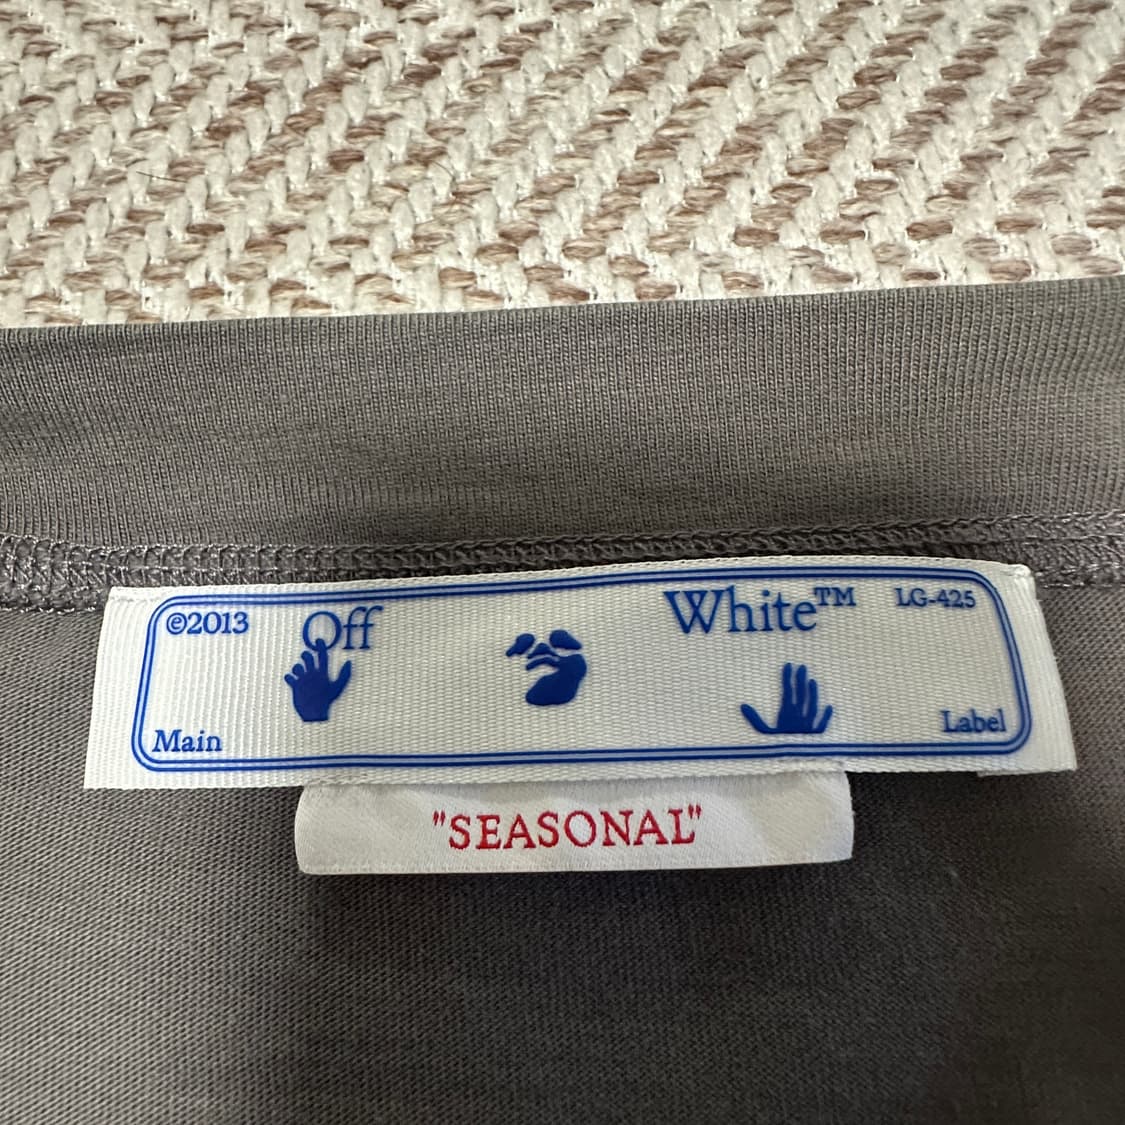 ©2013 Off White™ LG-425
Main Label
"SEASONAL"